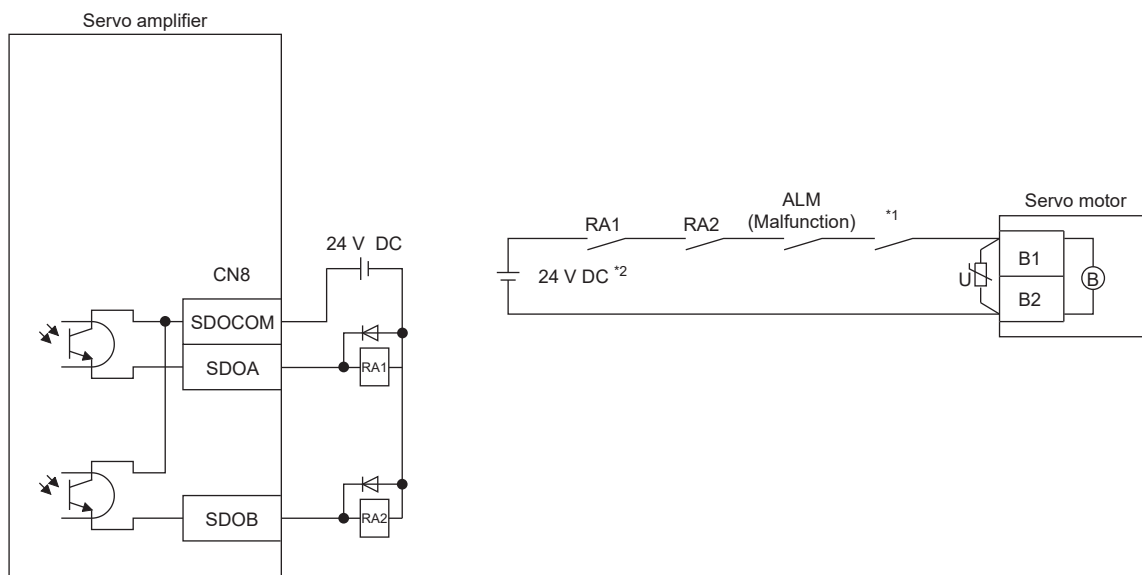 Servo amplifier
24 V DC
CN8
SDOCOM
SDOA
RA1
SDOB
RA2
RA1
RA2
ALM
(Malfunction)
*1
Servo motor
24 V DC *2
U
B1
B2
B